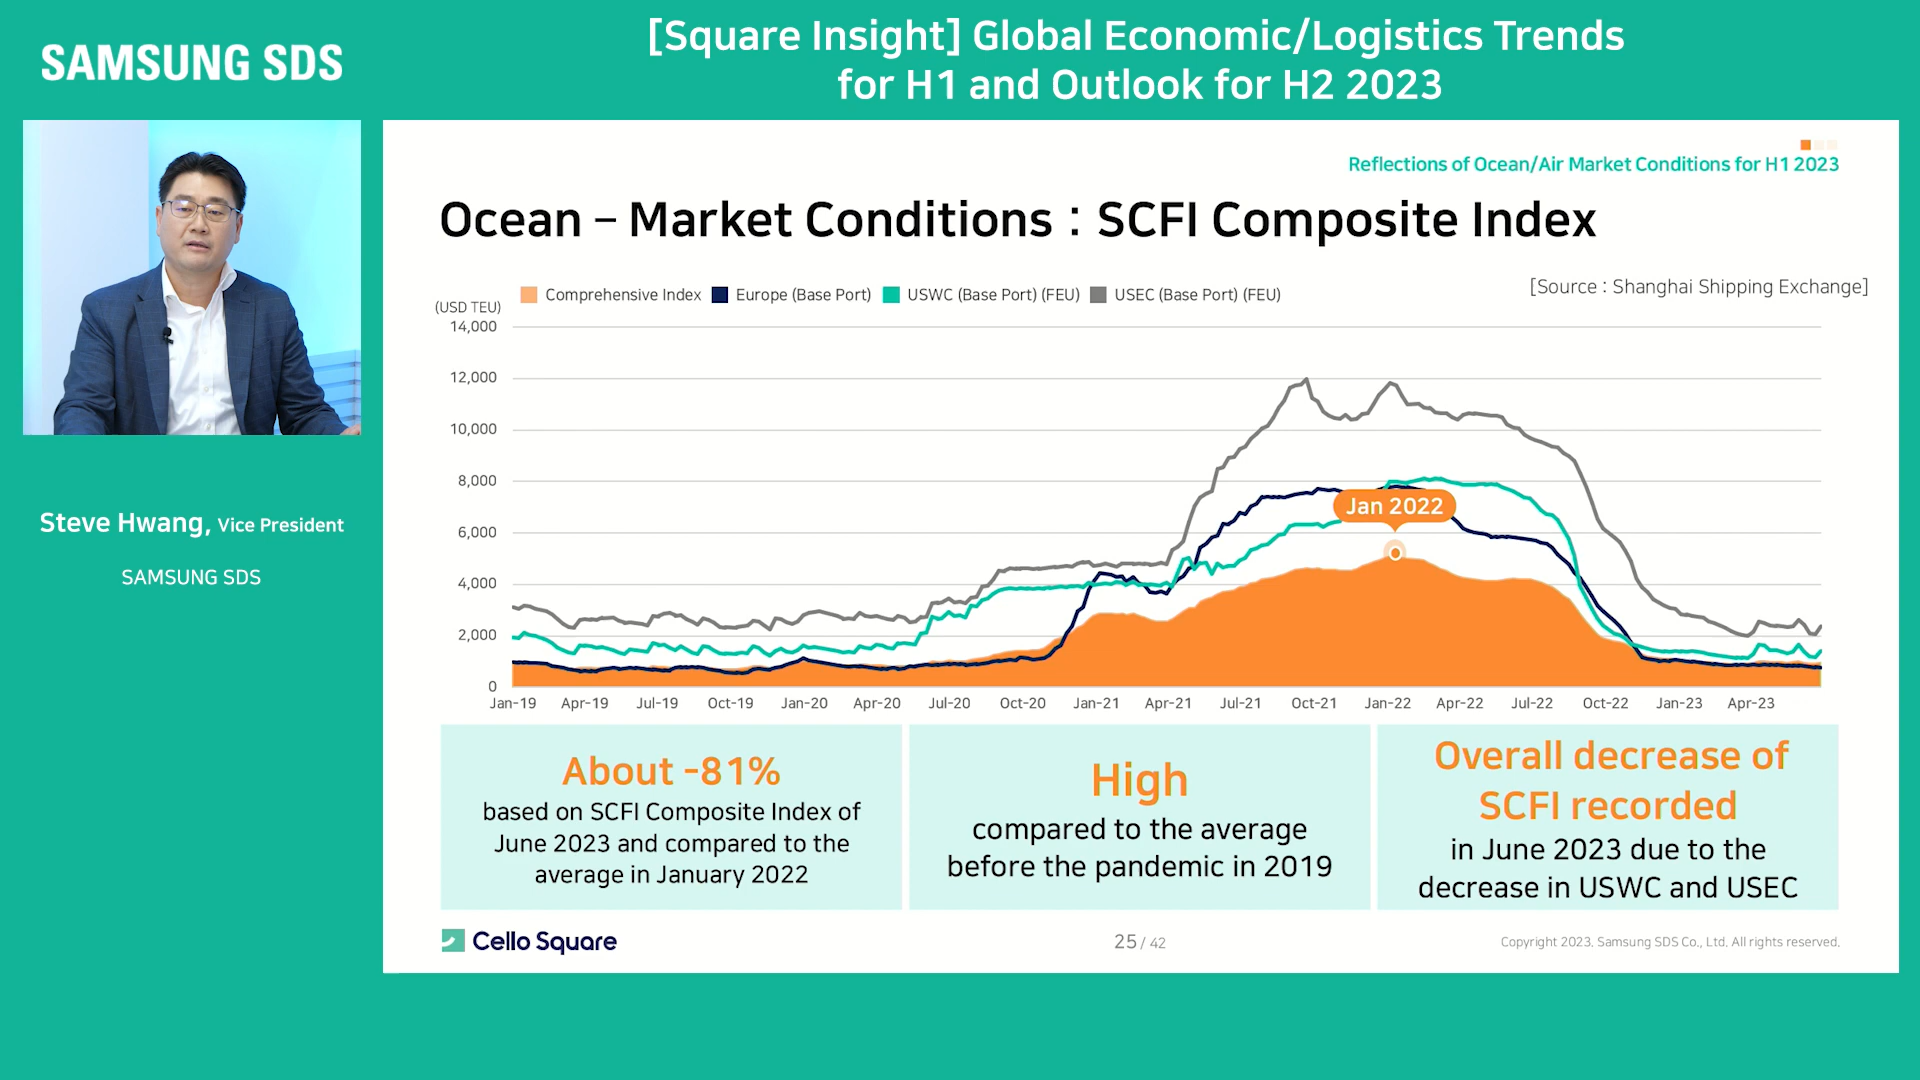 SAMSUNG SDS
[Square Insight] Global Economic/Logistics Trends
for H1 and Outlook for H2 2023
Steve Hwang, Vice President
SAMSUNG SDS
Reflections of Ocean/Air Market Conditions for H1 2023
Ocean – Market Conditions : SCFI Composite Index
[Source : Shanghai Shipping Exchange]
Comprehensive Index Europe (Base Port) USWC (Base Port) (FEU) USEC (Base Port) (FEU)
(USD TEU)
14,000
12,000
10,000
8,000
6,000
4,000
2,000
0
Jan 2022
Jan-19 Apr-19 Jul-19 Oct-19 Jan-20 Apr-20 Jul-20 Oct-20 Jan-21 Apr-21 Jul-21 Oct-21 Jan-22 Apr-22 Jul-22 Oct-22 Jan-23 Apr-23
About -81%
based on SCFI Composite Index of
June 2023 and compared to the
average in January 2022
High
compared to the average
before the pandemic in 2019
Overall decrease of
SCFI recorded
in June 2023 due to the
decrease in USWC and USEC
Cello Square
25 / 42
Copyright 2023. Samsung SDS Co., Ltd. All rights reserved.